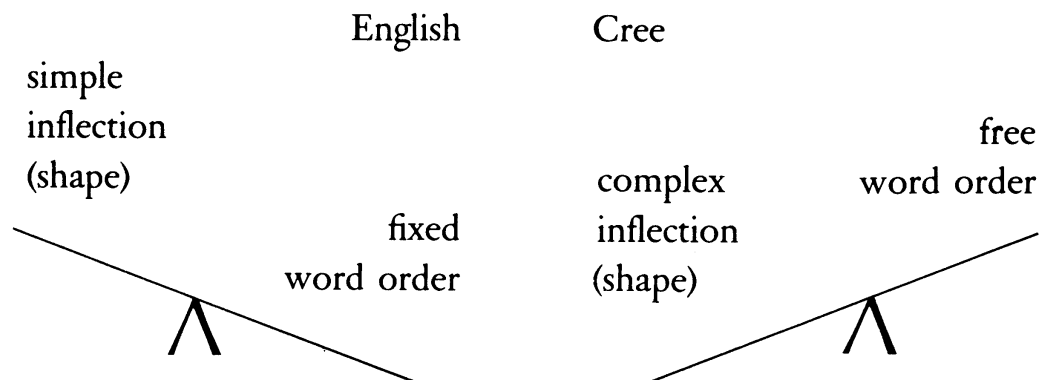 English
Cree
simple
inflection
(shape)
fixed
word order
complex
inflection
(shape)
free
word order